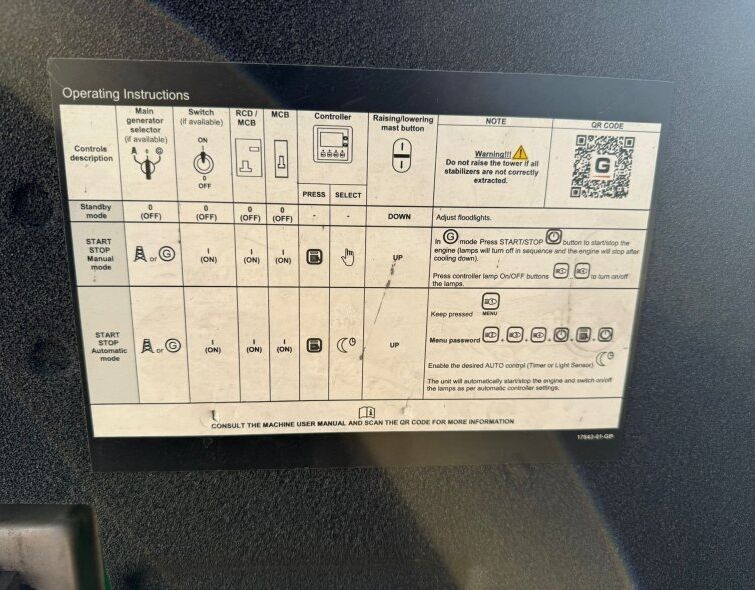 Operating Instructions
Controls description
Main generator selector (if available)
0
Switch (if available)
ON
0
OFF
RCD / MCB
MCB
Controller
PRESS
SELECT
Raising/lowering mast button
NOTE
Warning!!!
Do not raise the tower if all
stabilizers are not correctly
extracted.
QR CODE
G
Standby mode
0 (OFF)
0 (OFF)
0 (OFF)
0 (OFF)
-
-
DOWN
Adjust floodlights.
START STOP Manual mode
or G
I (ON)
I (ON)
I (ON)
UP
In G mode Press START/STOP button to start/stop the
engine (lamps will turn off in sequence and the engine will stop after
cooling down).
Press controller lamp On/OFF buttons , to turn on/off
the lamps.
START STOP Automatic mode
or G
I (ON)
I (ON)
I (ON)
UP
Keep pressed
MENU
Menu password
Enable the desired AUTO control (Timer or Light Sensor)
The unit will automatically start/stop the engine and switch on/off
the lamps as per automatic controller settings.
CONSULT THE MACHINE USER MANUAL AND SCAN THE QR CODE FOR MORE INFORMATION